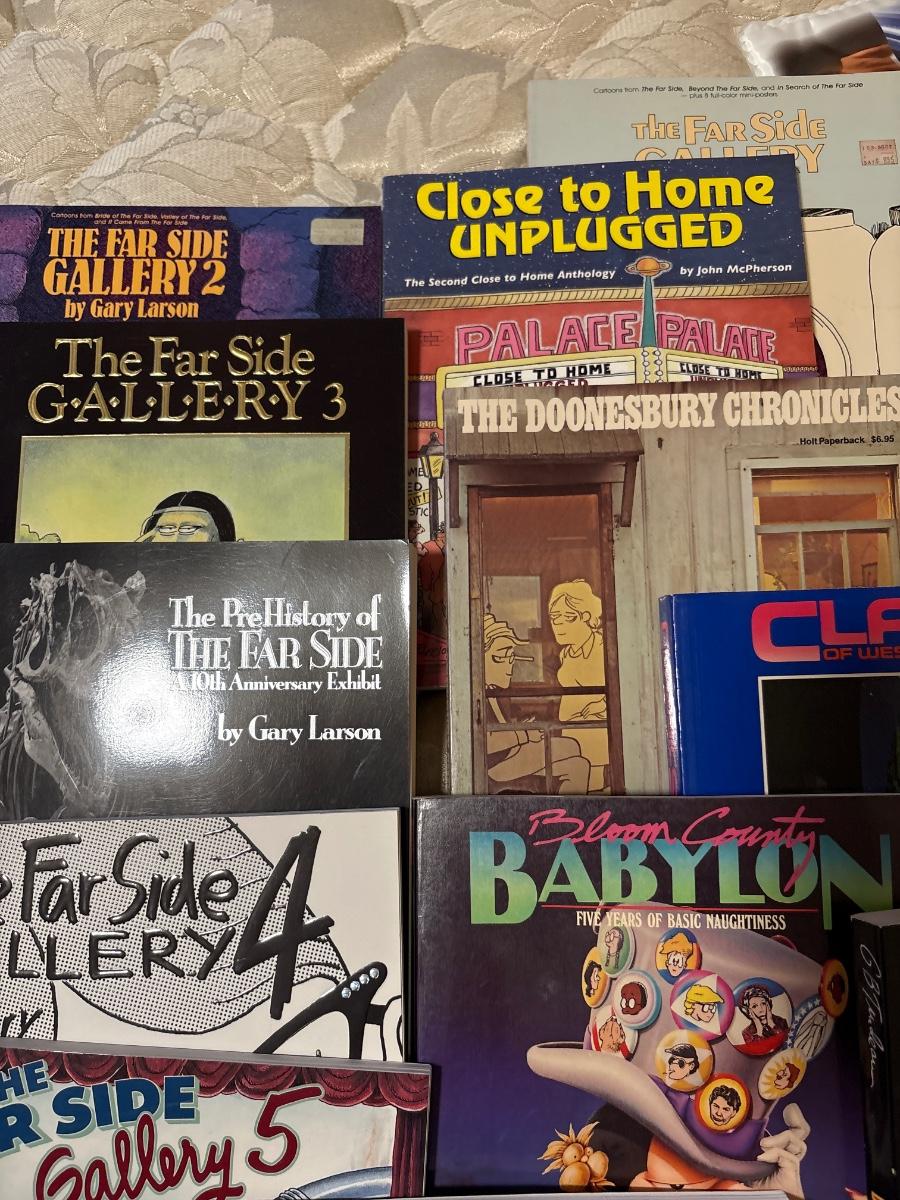 Cartoons from The Far Side, Beyond The Far Side, and In Search of The Far Side
— plus 8 full-color mini-posters
THE FAR SIDE
GALLERY
Close to Home
UNPLUGGED
The Second Close to Home Anthology
by John McPherson
PALACE PALACE
CLOSE TO HOME
CLOSE TO HOME
Cartoons from Bride of The Far Side, Valley of The Far Side,
and It Came From The Far Side
THE FAR SIDE
GALLERY 2
by Gary Larson
The Far Side
G•A•L•L•E•R•Y 3
THE DOONESBURY CHRONICLES
Holt Paperback $6.95
The PreHistory of
THE FAR SIDE
A 10th Anniversary Exhibit
by Gary Larson
CLA
OF WES
Far Side
LLERY 4
Bloom County
BABYLON
FIVE YEARS OF BASIC NAUGHTINESS
THE
R SIDE
Gallery 5